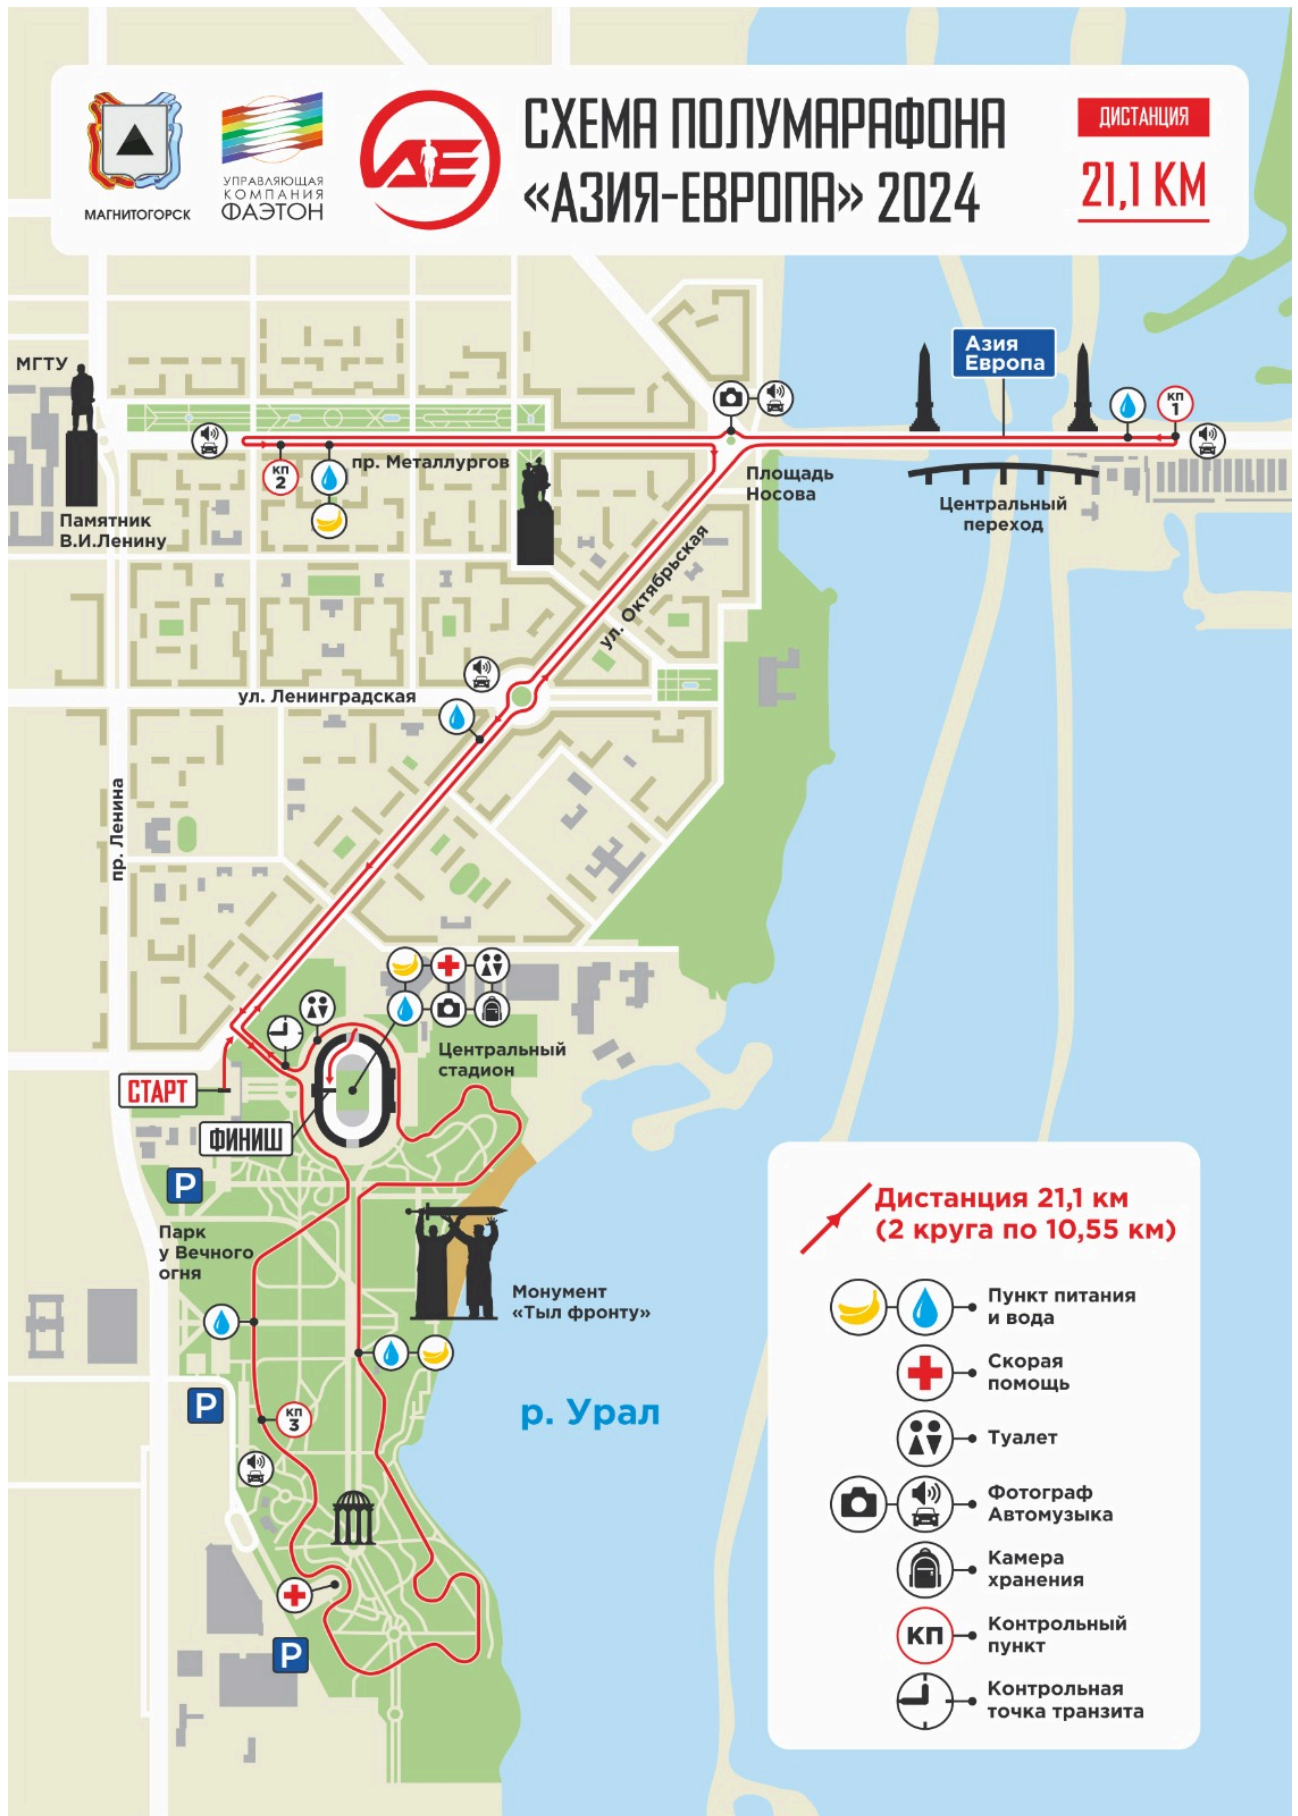 МАГНИТОГОРСК
УПРАВЛЯЮЩАЯ
КОМПАНИЯ
ФАЭТОН
АЕ
СХЕМА ПОЛУМАРАФОНА
«АЗИЯ-ЕВРОПА» 2024
ДИСТАНЦИЯ
21,1 КМ
МГТУ
Азия
Европа
КП
1
КП
2
пр. Металлургов
Площадь
Носова
Центральный
переход
Памятник
В.И.Ленину
ул. Октябрьская
ул. Ленинградская
пр. Ленина
Центральный
стадион
СТАРТ
ФИНИШ
P
Парк
у Вечного
огня
Монумент
«Тыл фронту»
P
КП
3
р. Урал
P
Дистанция 21,1 км
(2 круга по 10,55 км)
Пункт питания
и вода
Скорая
помощь
Туалет
Фотограф
Автомузыка
Камера
хранения
КП
Контрольный
пункт
Контрольная
точка транзита